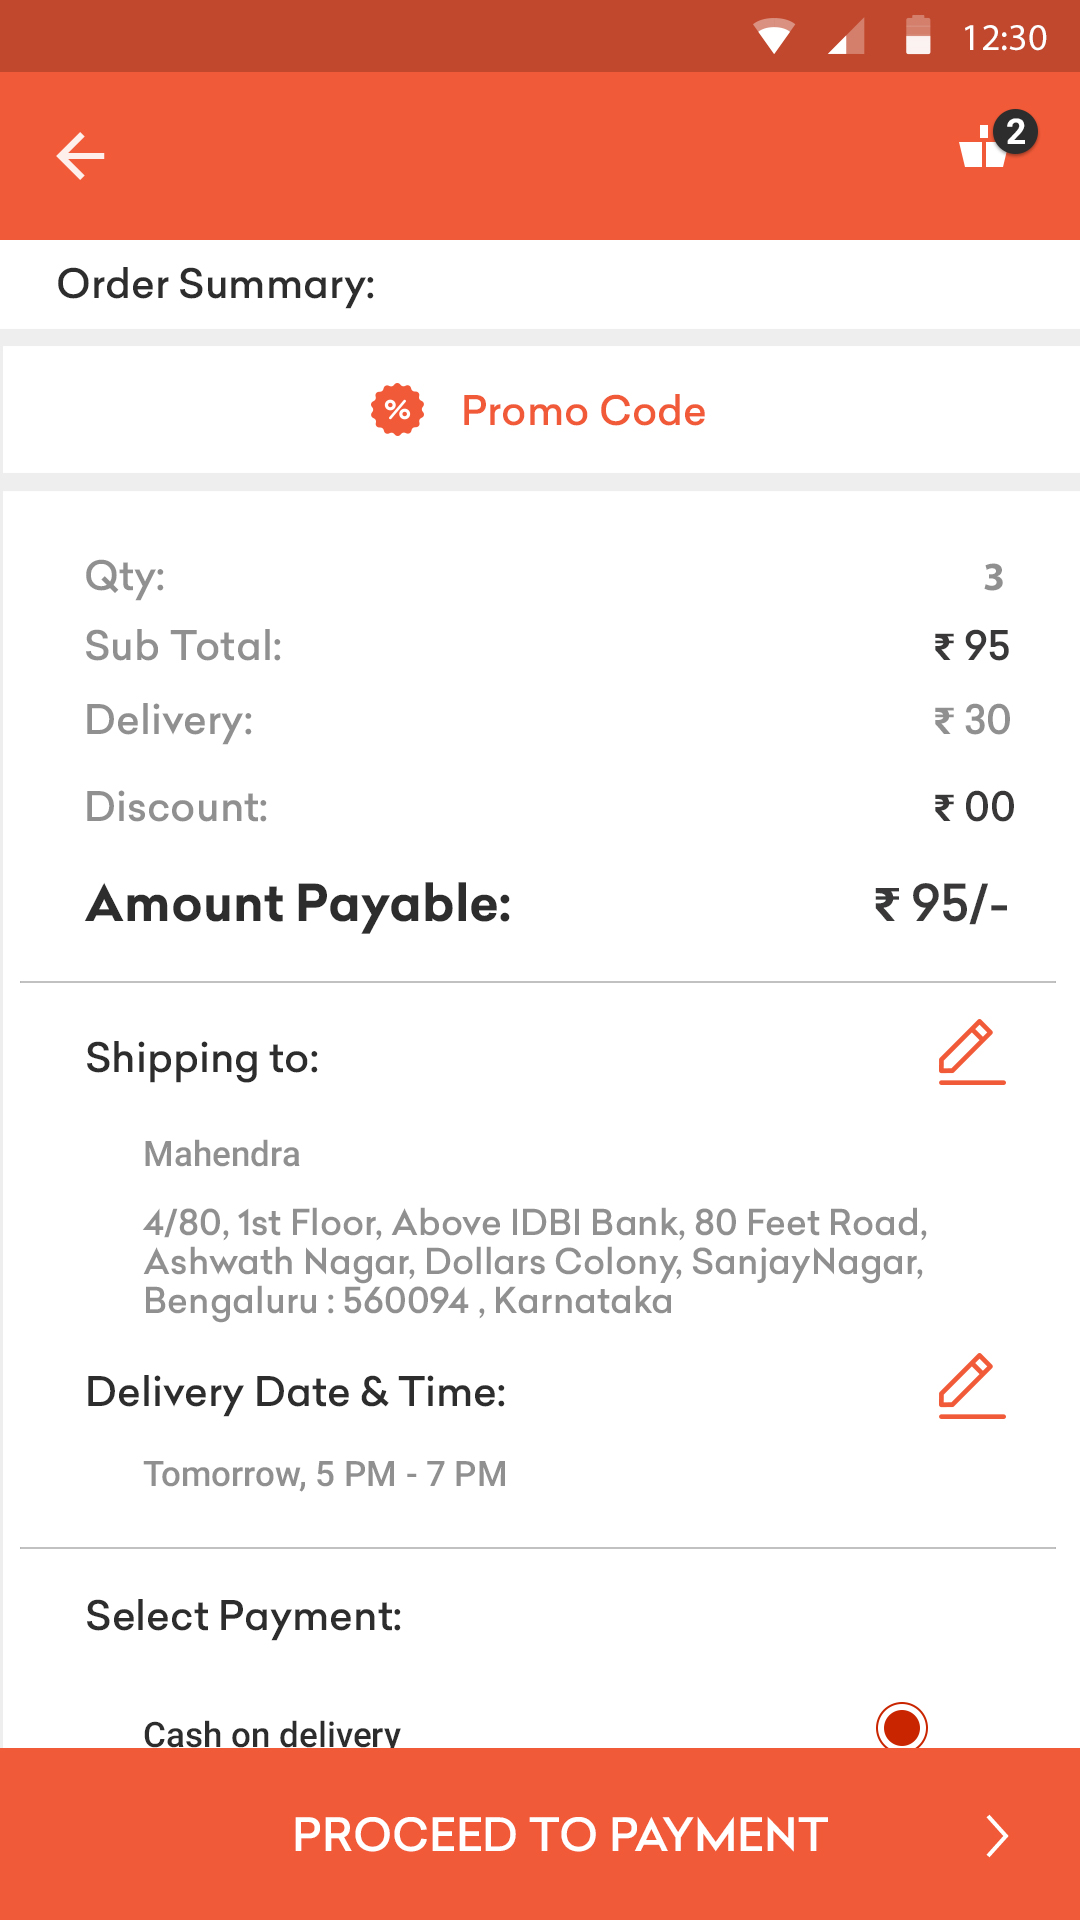 12:30
2
Order Summary:
% Promo Code
Qty: 3
Sub Total: ₹ 95
Delivery: ₹ 30
Discount: ₹ 00
Amount Payable: ₹ 95/-
Shipping to:
Mahendra
4/80, 1st Floor, Above IDBI Bank, 80 Feet Road,
Ashwath Nagar, Dollars Colony, SanjayNagar,
Bengaluru : 560094 , Karnataka
Delivery Date & Time:
Tomorrow, 5 PM - 7 PM
Select Payment:
Cash on delivery
PROCEED TO PAYMENT